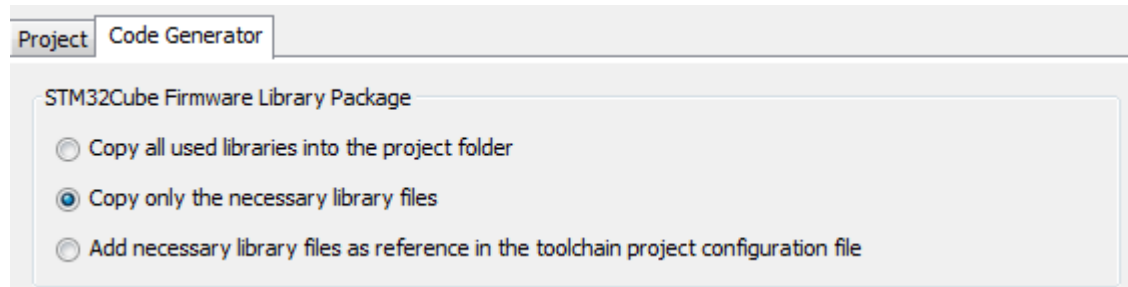 Project Code Generator
STM32Cube Firmware Library Package
Copy all used libraries into the project folder
Copy only the necessary library files
Add necessary library files as reference in the toolchain project configuration file